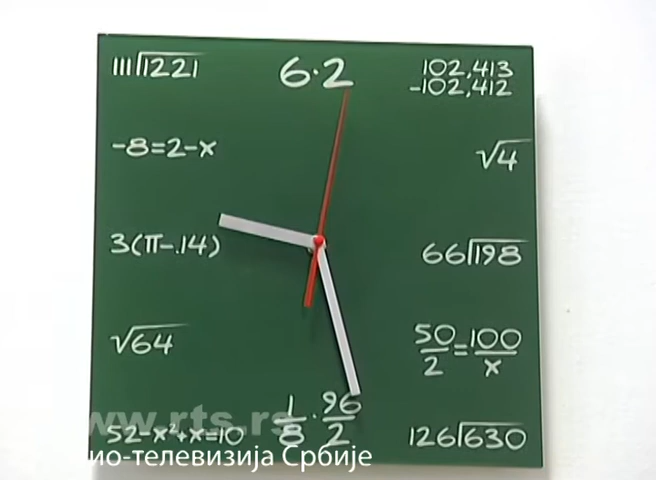 111⟌1221
6·2
102,413
-102,412
-8=2-x
√4
3(π-.14)
66⟌198
√64
50/2=100/x
52-x²+x=10
1/8·96/2
126⟌630
ww.rts.rs
ио-телевизија Србије